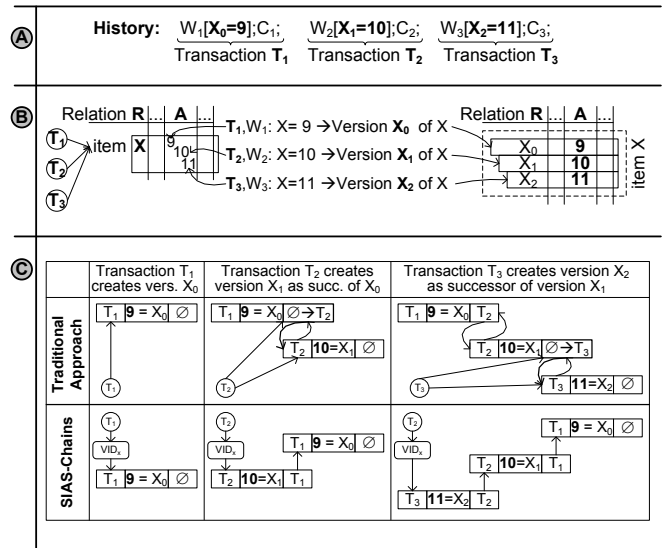 A
History: W₁[X₀=9];C₁; W₂[X₁=10];C₂; W₃[X₂=11];C₃;
Transaction T₁ Transaction T₂ Transaction T₃
B
Relation R ... A ...
T₁
T₂
T₃
item X
9
10
11
T₁,W₁: X= 9 →Version X₀ of X
T₂,W₂: X=10 →Version X₁ of X
T₃,W₃: X=11 →Version X₂ of X
Relation R ... A ...
X₀ 9
X₁ 10
X₂ 11
item X
C
Transaction T₁ creates vers. X₀
Transaction T₂ creates version X₁ as succ. of X₀
Transaction T₃ creates version X₂ as successor of version X₁
Traditional Approach
T₁ 9 = X₀ ∅
T₁
T₁ 9 = X₀ ∅→T₂
T₂ 10=X₁ ∅
T₂
T₁ 9 = X₀ T₂
T₂ 10=X₁ ∅→T₃
T₃ 11=X₂ ∅
T₃
SIAS-Chains
T₁
VIDₓ
T₁ 9 = X₀ ∅
T₂
VIDₓ
T₁ 9 = X₀ ∅
T₂ 10=X₁ T₁
T₂
VIDₓ
T₁ 9 = X₀ ∅
T₂ 10=X₁ T₁
T₃ 11=X₂ T₂